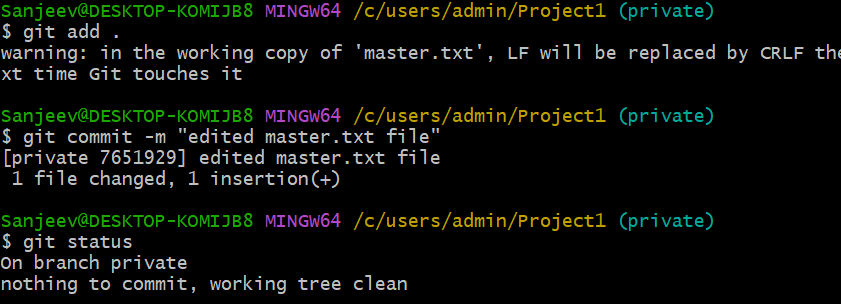 Sanjeev@DESKTOP-KOMIJB8 MINGW64 /c/users/admin/Project1 (private)
$ git add .
warning: in the working copy of 'master.txt', LF will be replaced by CRLF the
xt time Git touches it
Sanjeev@DESKTOP-KOMIJB8 MINGW64 /c/users/admin/Project1 (private)
$ git commit -m "edited master.txt file"
[private 7651929] edited master.txt file
 1 file changed, 1 insertion(+)
Sanjeev@DESKTOP-KOMIJB8 MINGW64 /c/users/admin/Project1 (private)
$ git status
On branch private
nothing to commit, working tree clean